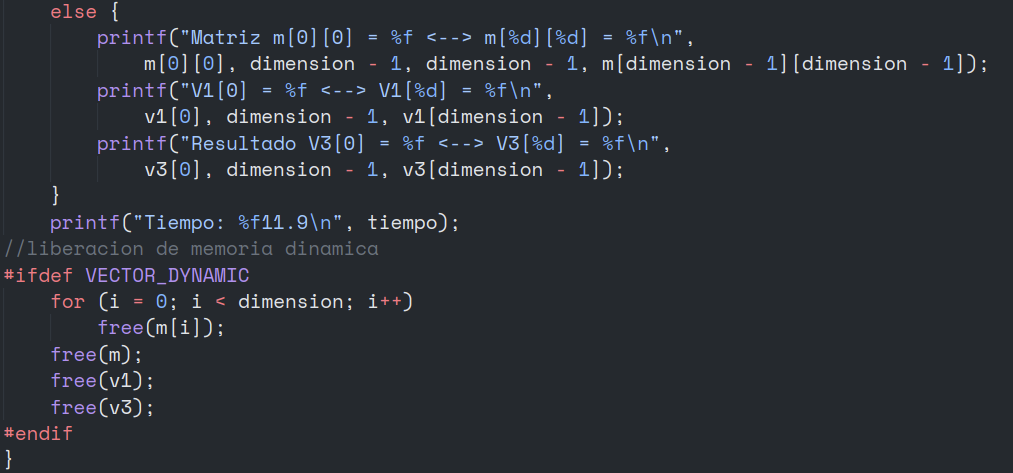 else {
printf("Matriz m[0][0] = %f <--> m[%d][%d] = %f\n",
m[0][0], dimension - 1, dimension - 1, m[dimension - 1][dimension - 1]);
printf("V1[0] = %f <--> V1[%d] = %f\n",
v1[0], dimension - 1, v1[dimension - 1]);
printf("Resultado V3[0] = %f <--> V3[%d] = %f\n",
v3[0], dimension - 1, v3[dimension - 1]);
}
printf("Tiempo: %f11.9\n", tiempo);
//liberacion de memoria dinamica
#ifdef VECTOR_DYNAMIC
for (i = 0; i < dimension; i++)
free(m[i]);
free(m);
free(v1);
free(v3);
#endif
}